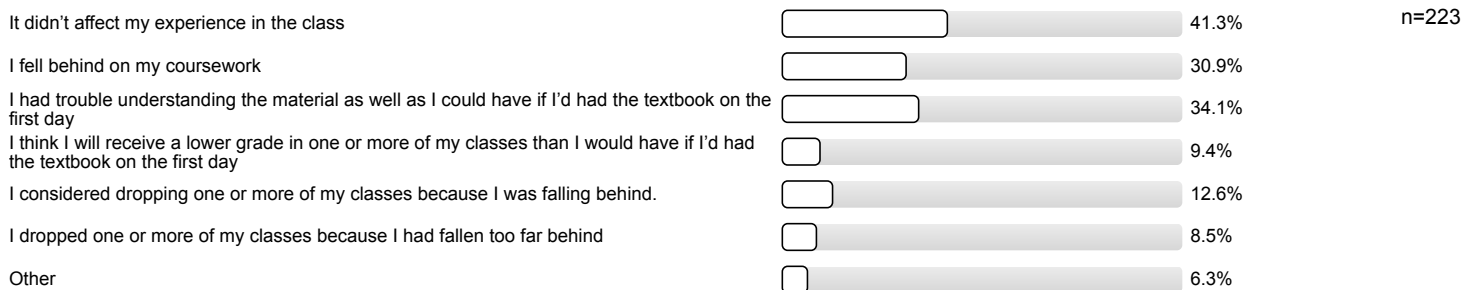 It didn’t affect my experience in the class 41.3% n=223
I fell behind on my coursework 30.9%
I had trouble understanding the material as well as I could have if I’d had the textbook on the
first day 34.1%
I think I will receive a lower grade in one or more of my classes than I would have if I’d had
the textbook on the first day 9.4%
I considered dropping one or more of my classes because I was falling behind. 12.6%
I dropped one or more of my classes because I had fallen too far behind 8.5%
Other 6.3%